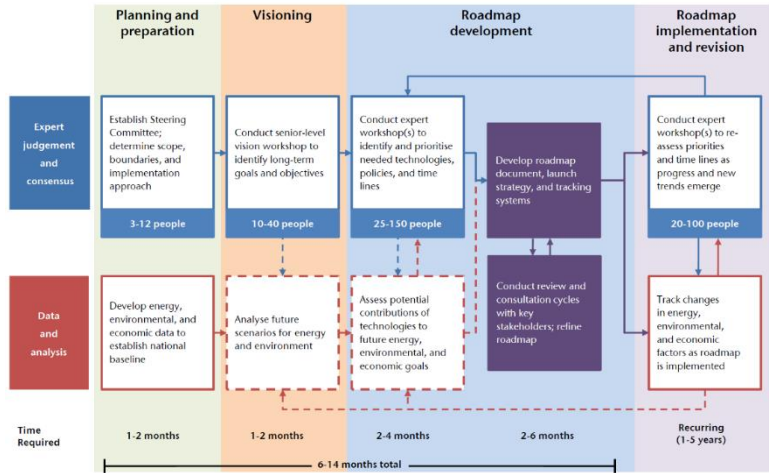 Planning and
preparation
Visioning
Roadmap
development
Roadmap
implementation
and revision
Expert
judgement
and
consensus
Establish Steering
Committee;
determine scope,
boundaries, and
implementation
approach
3-12 people
Conduct senior-level
vision workshop to
identify long-term
goals and objectives
10-40 people
Conduct expert
workshop(s) to
identify and prioritise
needed technologies,
policies, and time
lines
25-150 people
Develop roadmap
document, launch
strategy, and tracking
systems
Conduct expert
workshop(s) to re-
assess priorities
and time lines as
progress and new
trends emerge
20-100 people
Data
and
analysis
Develop energy,
environmental, and
economic data to
establish national
baseline
Analyse future
scenarios for energy
and environment
Assess potential
contributions of
technologies to
future energy,
environmental, and
economic goals
Conduct review and
consultation cycles
with key
stakeholders; refine
roadmap
Track changes
in energy,
environmental,
and economic
factors as roadmap
is implemented
Time
Required
1-2 months
1-2 months
2-4 months
2-6 months
Recurring
(1-5 years)
6-14 months total